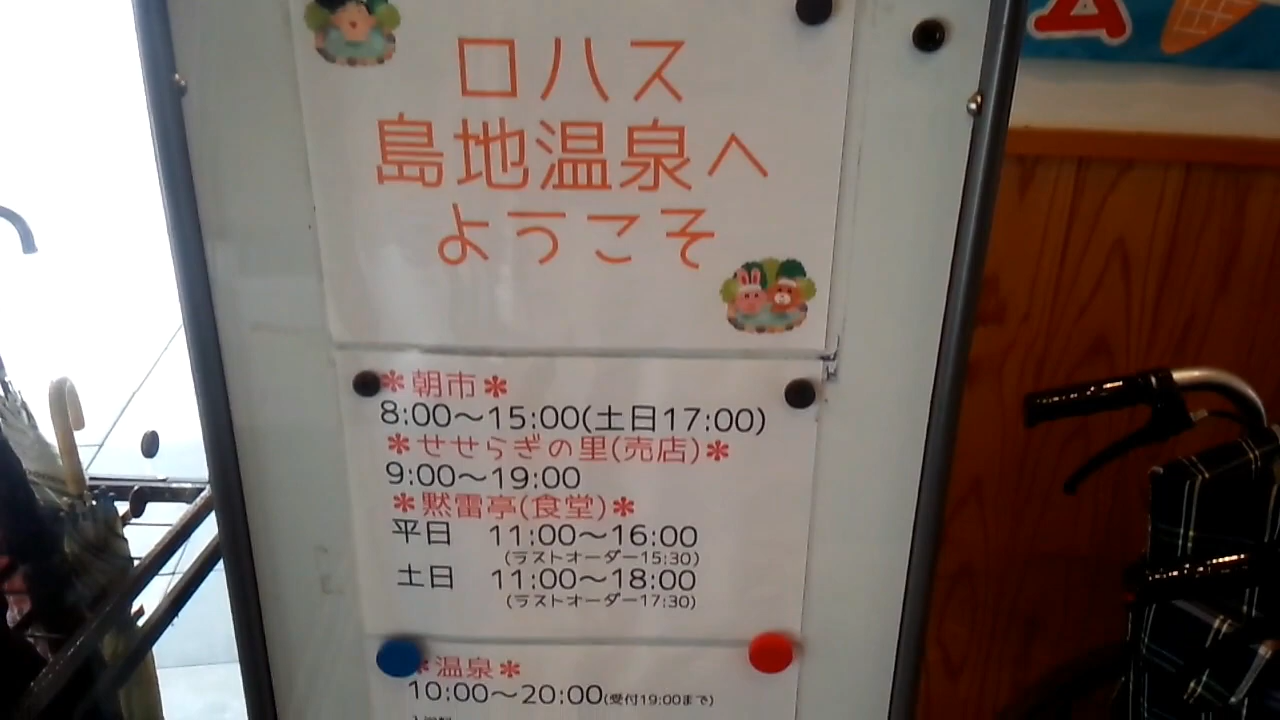 ロハス
島地温泉へ
ようこそ
A
*朝市*
8:00～15:00(土日17:00)
*せせらぎの里(売店)*
9:00～19:00
*黙雷亭(食堂)*
平日 11:00～16:00
(ラストオーダー15:30)
土日 11:00～18:00
(ラストオーダー17:30)
*温泉*
10:00～20:00(受付19:00まで)